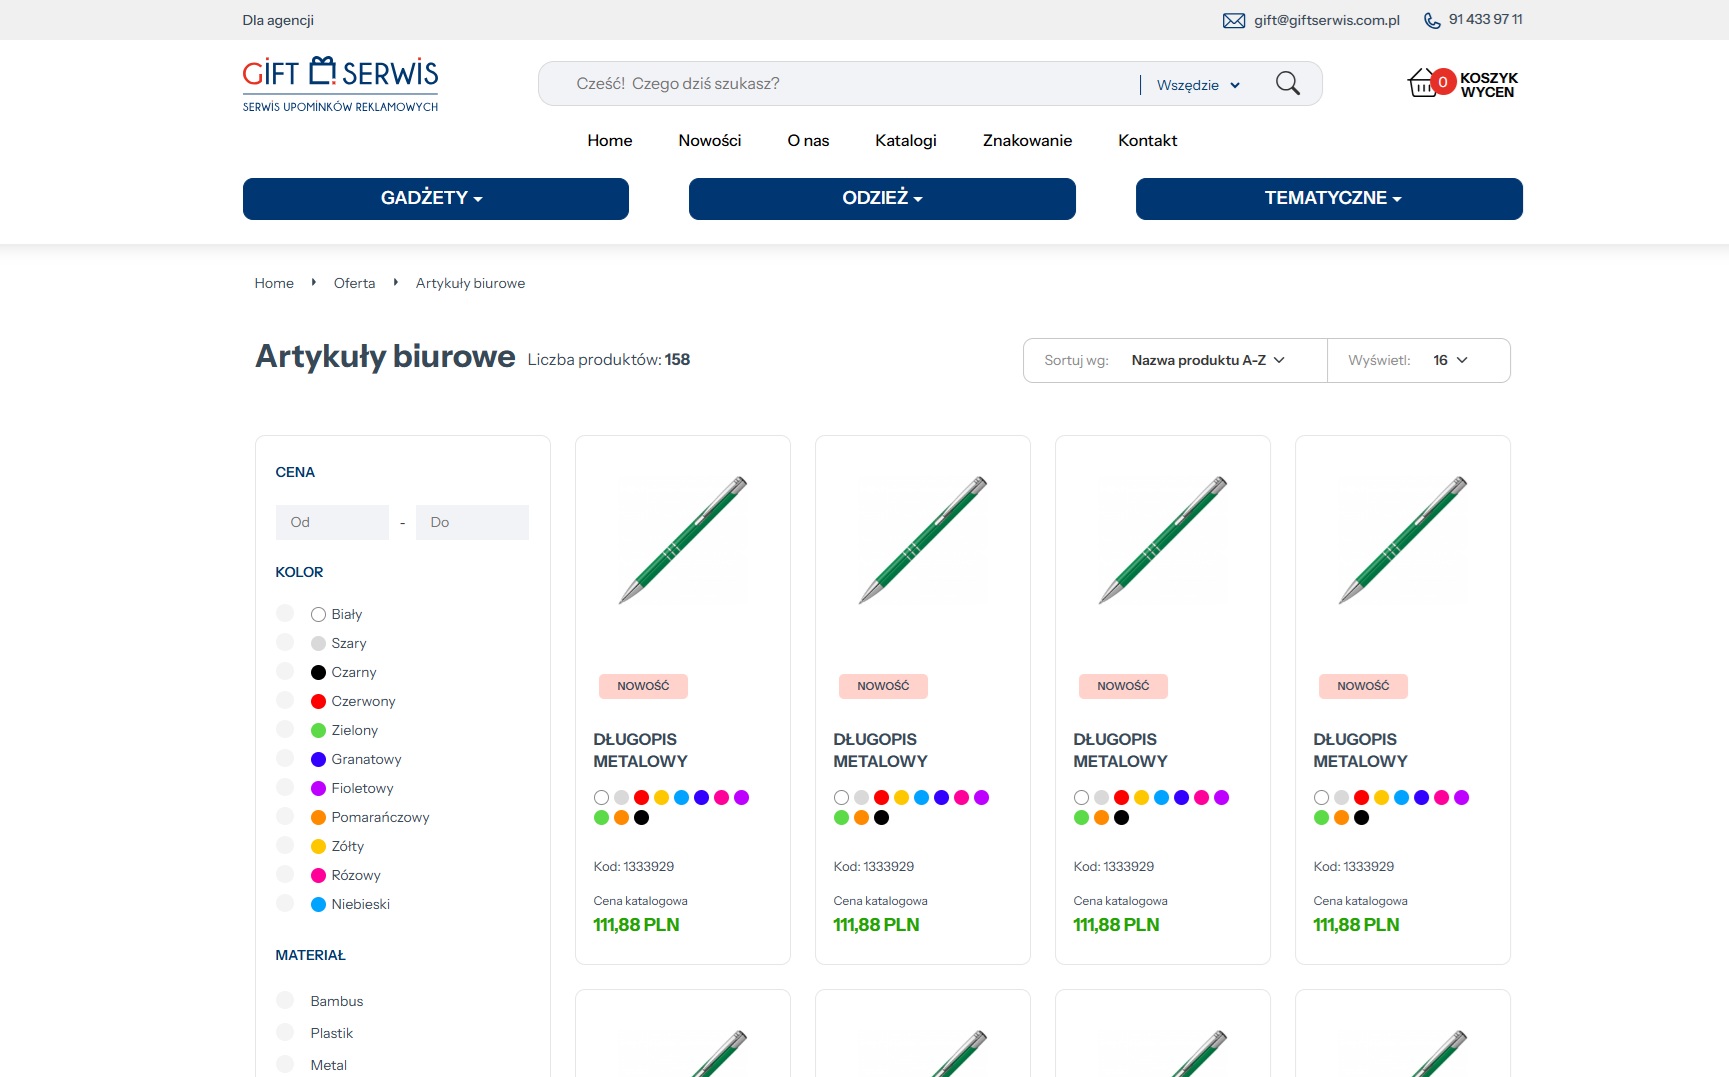 Dla agencji
gift@giftserwis.com.pl
91 433 97 11
GiFT SERWiS
SERWIS UPOMINKÓW REKLAMOWYCH
Cześć! Czego dziś szukasz?
Wszędzie
0
KOSZYK
WYCEN
Home Nowości O nas Katalogi Znakowanie Kontakt
GADŻETY ODZIEŻ TEMATYCZNE
Home Oferta Artykuły biurowe
Artykuły biurowe Liczba produktów: 158
Sortuj wg: Nazwa produktu A-Z Wyświetl: 16
CENA
Od - Do
KOLOR
Biały
Szary
Czarny
Czerwony
Zielony
Granatowy
Fioletowy
Pomarańczowy
Zółty
Rózowy
Niebieski
MATERIAŁ
Bambus
Plastik
Metal
NOWOŚĆ
DŁUGOPIS
METALOWY
Kod: 1333929
Cena katalogowa
111,88 PLN
NOWOŚĆ
DŁUGOPIS
METALOWY
Kod: 1333929
Cena katalogowa
111,88 PLN
NOWOŚĆ
DŁUGOPIS
METALOWY
Kod: 1333929
Cena katalogowa
111,88 PLN
NOWOŚĆ
DŁUGOPIS
METALOWY
Kod: 1333929
Cena katalogowa
111,88 PLN